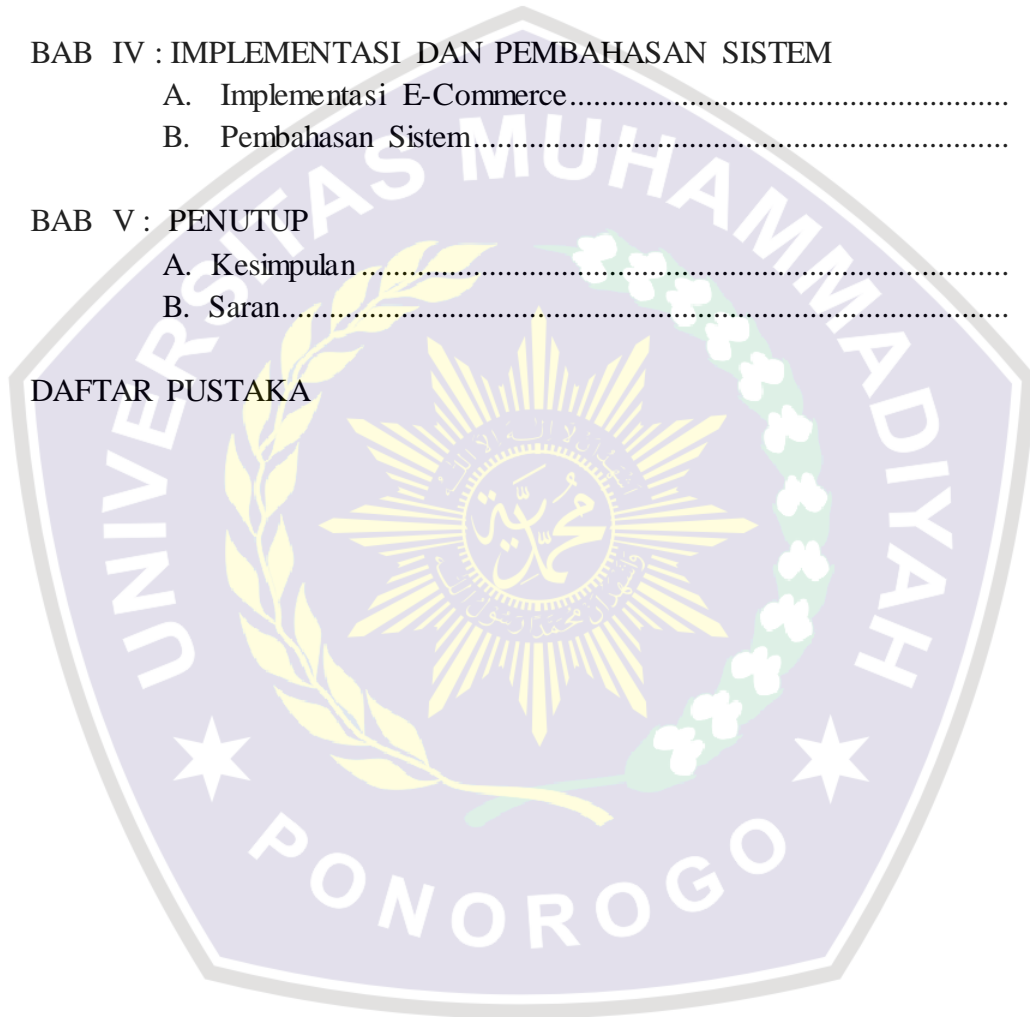 BAB IV : IMPLEMENTASI DAN PEMBAHASAN SISTEM
A. Implementasi E-Commerce..................................................
B. Pembahasan Sistem..................................................
BAB V : PENUTUP
A. Kesimpulan..................................................
B. Saran..................................................
DAFTAR PUSTAKA
UNIVERSITAS MUHAMMADIYAH
PONOROGO
محمدية